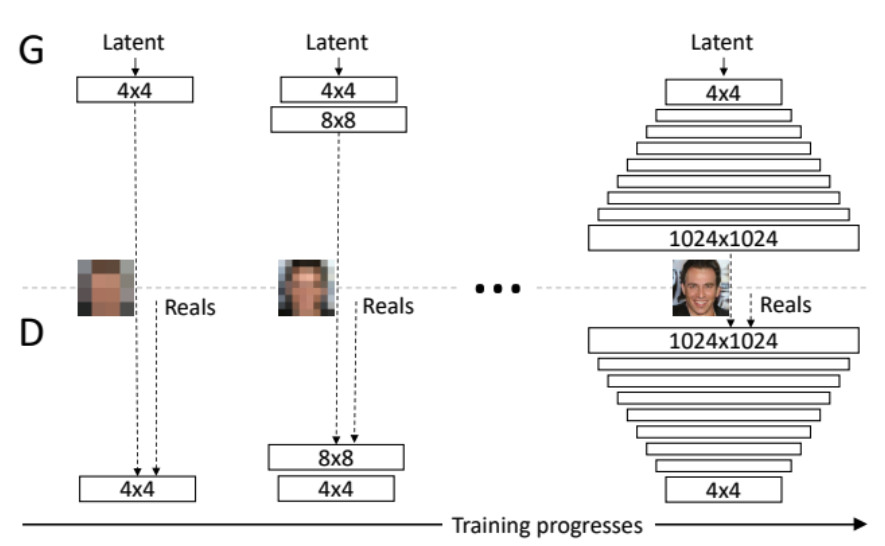 G
Latent
Latent
Latent
4x4
4x4
4x4
8x8
1024x1024
Reals
Reals
Reals
D
1024x1024
8x8
4x4
4x4
4x4
Training progresses